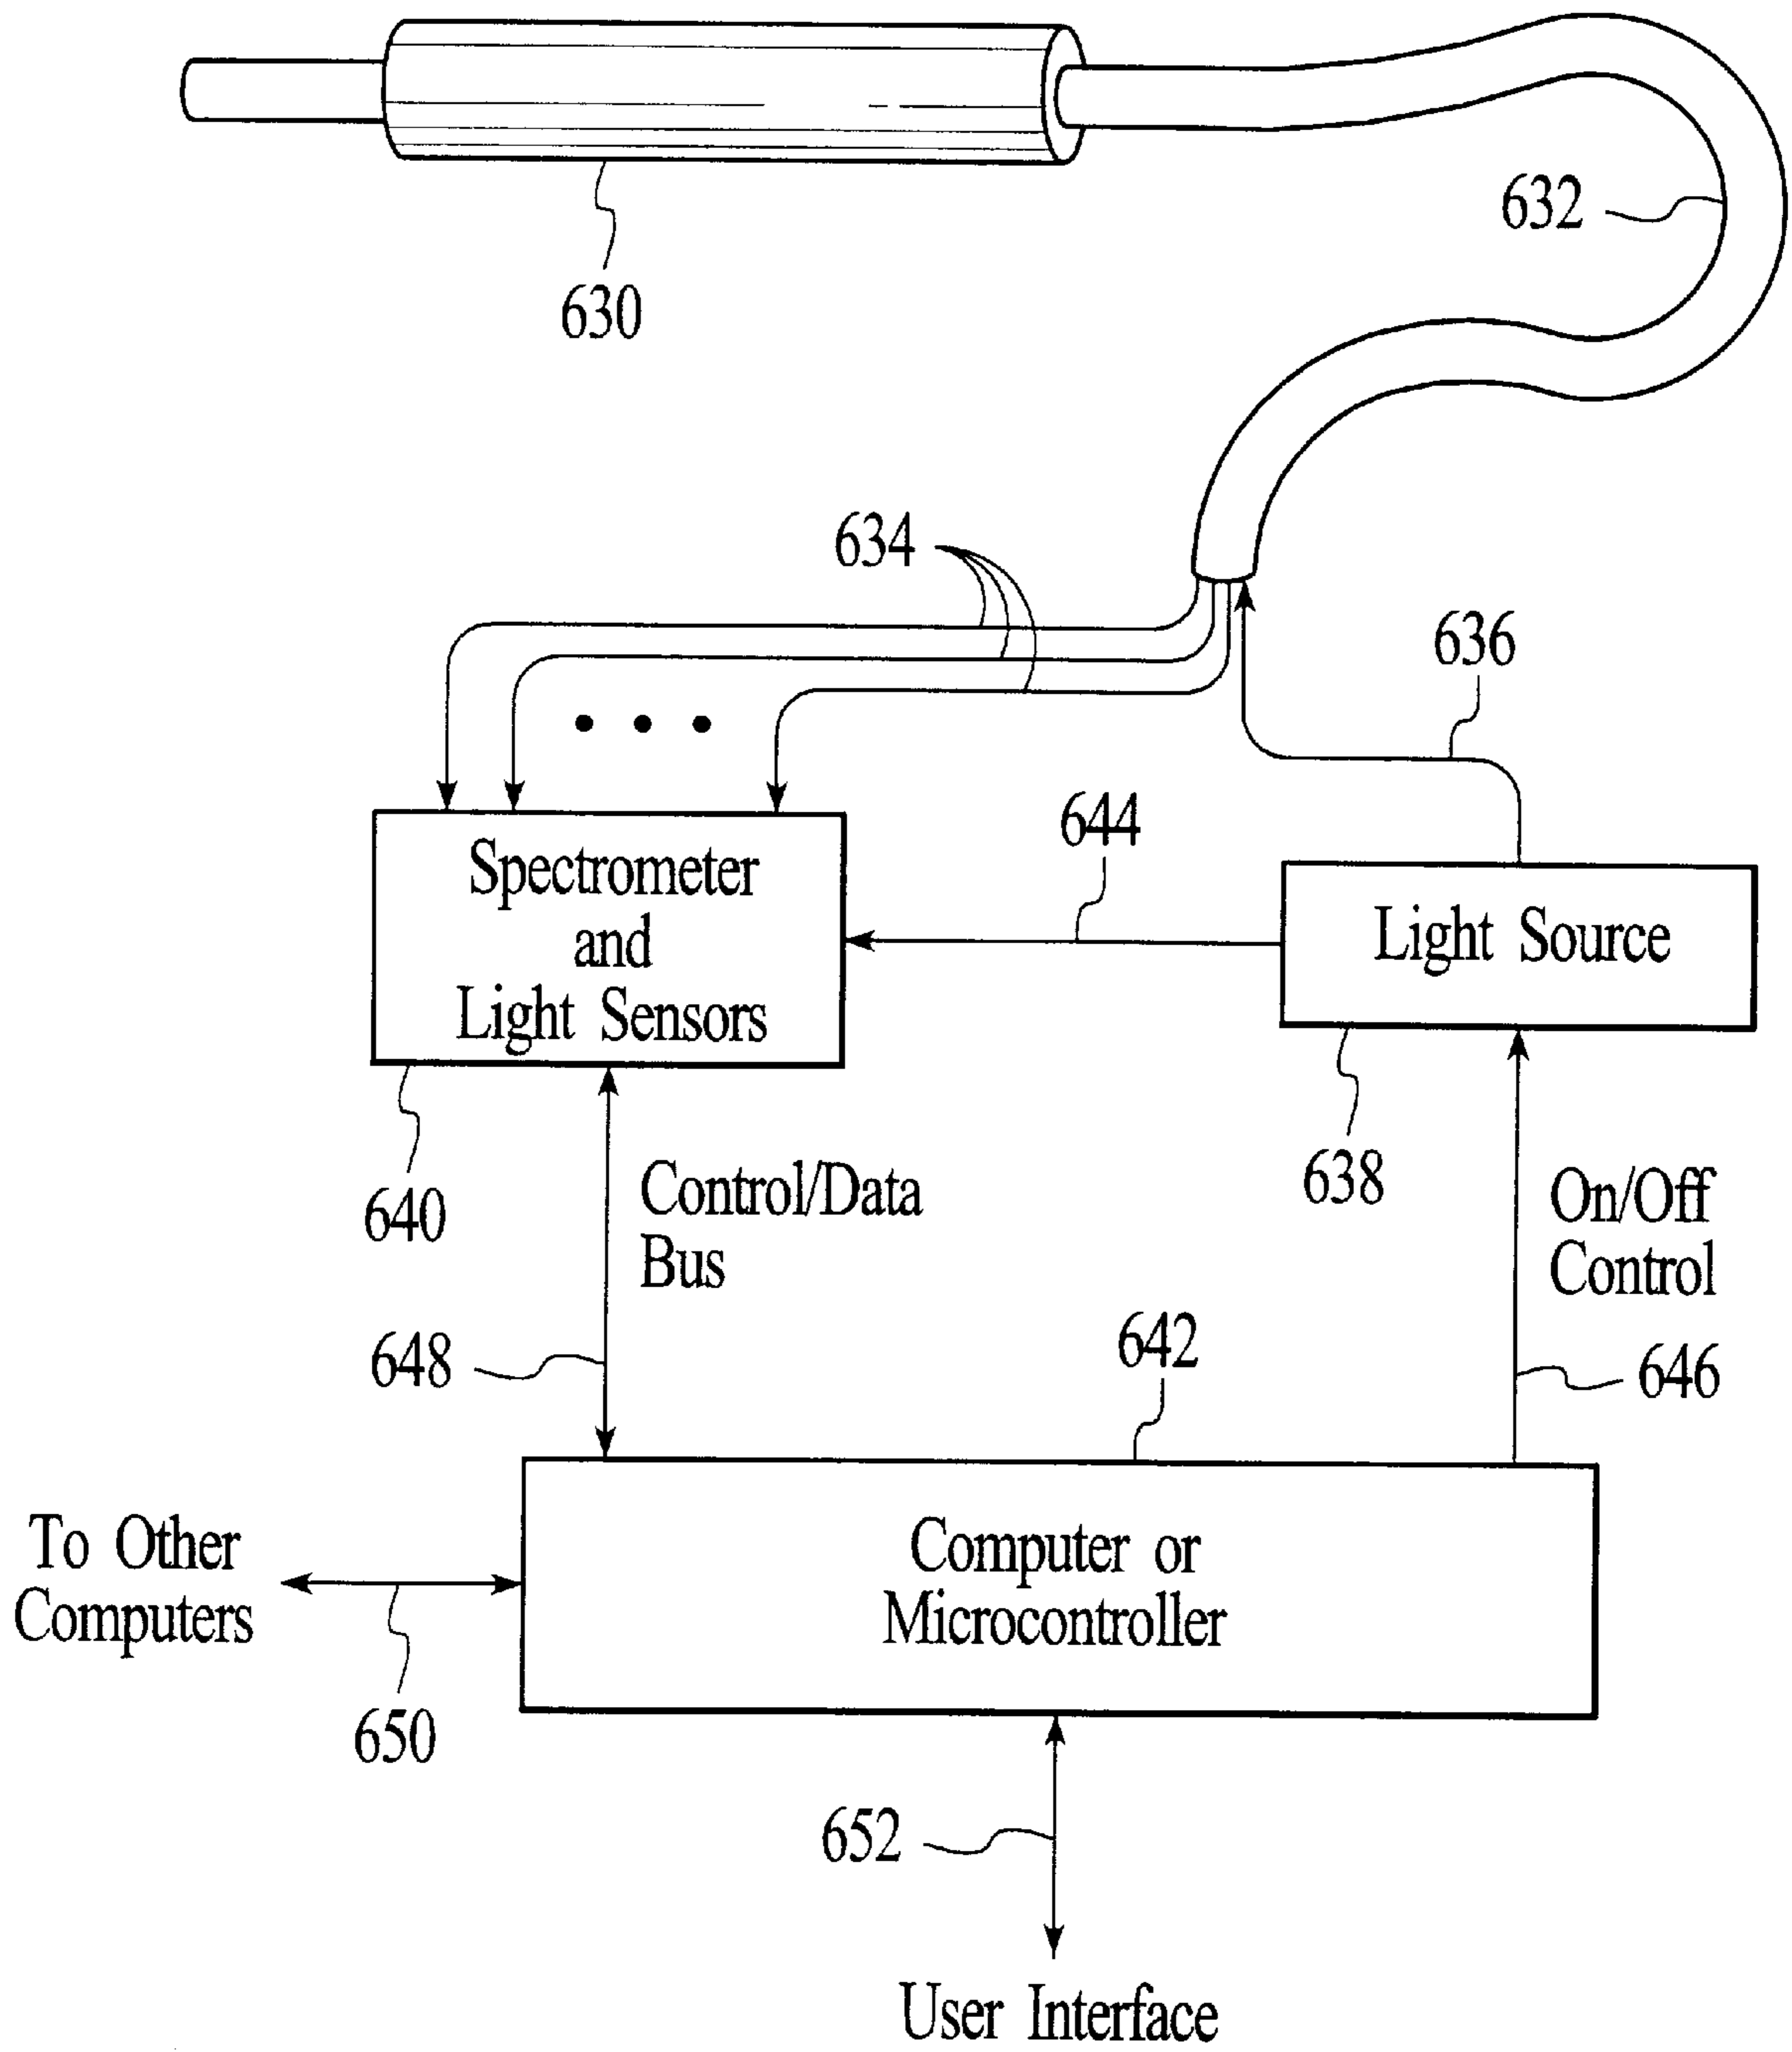 632
630
634
636
644
Spectrometer
and
Light Sensors
Light Source
640
638
Control/Data
Bus
On/Off
Control
648
642
646
To Other
Computers
Computer or
Microcontroller
650
652
User Interface